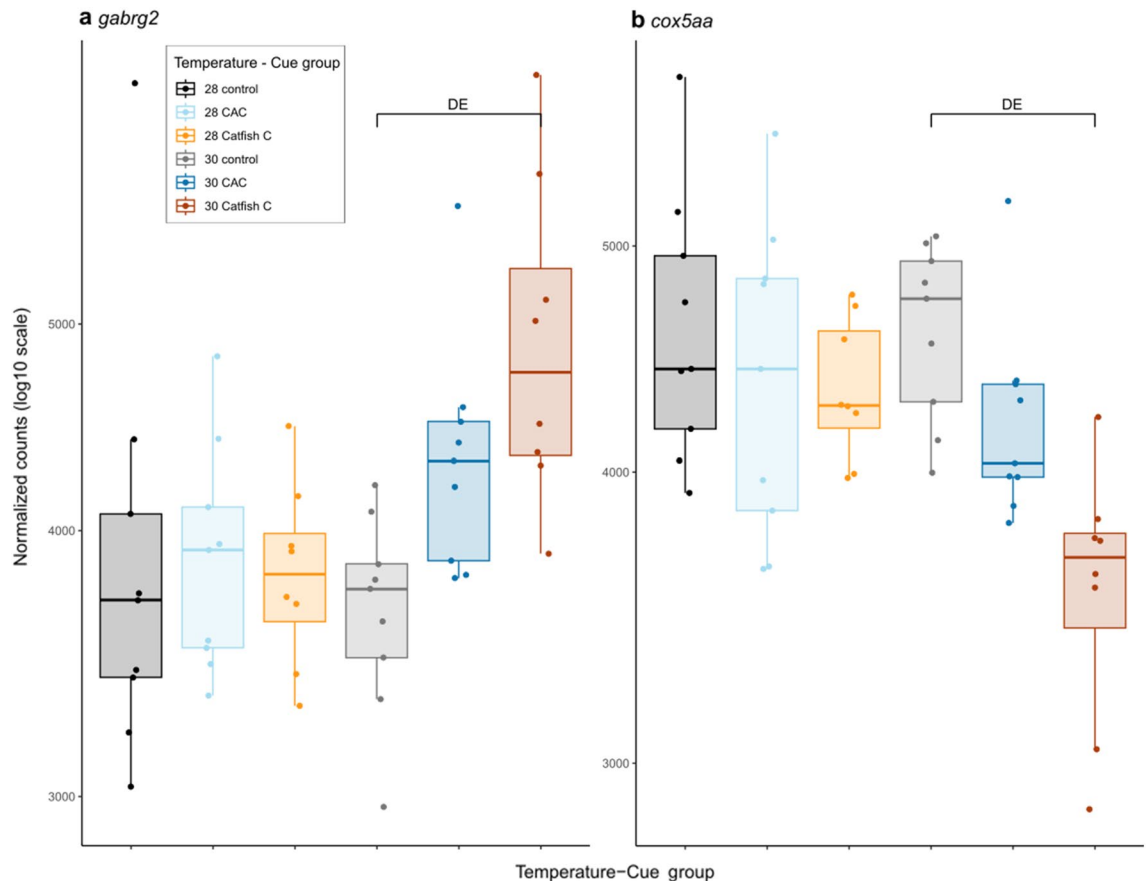 a gabrg2
b cox5aa
Temperature - Cue group
28 control
28 CAC
28 Catfish C
30 control
30 CAC
30 Catfish C
DE
DE
Normalized counts (log10 scale)
5000
4000
3000
5000
4000
3000
Temperature−Cue group